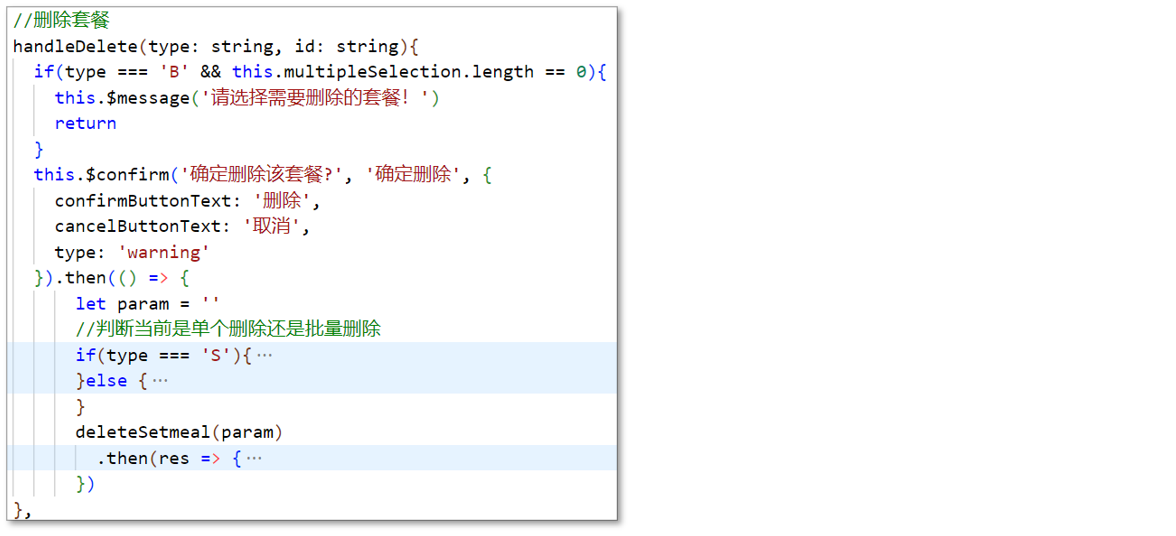 //删除套餐
handleDelete(type: string, id: string){
if(type === 'B' && this.multipleSelection.length == 0){
this.$message('请选择需要删除的套餐！')
return
}
this.$confirm('确定删除该套餐?', '确定删除', {
confirmButtonText: '删除',
cancelButtonText: '取消',
type: 'warning'
}).then(() => {
let param = ''
//判断当前是单个删除还是批量删除
if(type === 'S'){⋯
}else {⋯
}
deleteSetmeal(param)
.then(res => {⋯
})
},